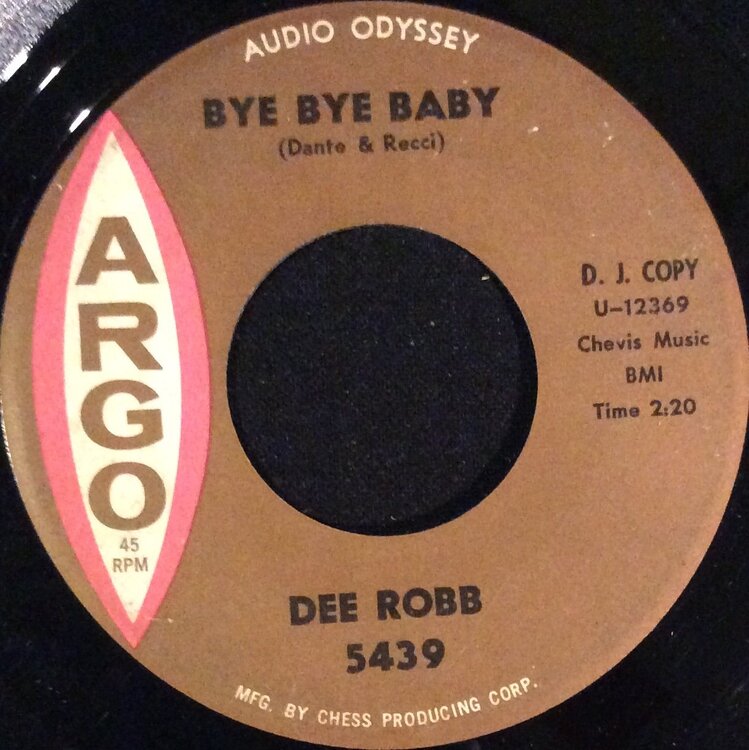 AUDIO ODYSSEY
BYE BYE BABY
(Dante & Recci)
ARGO
45
RPM
D. J. COPY
U-12369
Chevis Music
BMI
Time 2:20
DEE ROBB
5439
MFG. BY CHESS PRODUCING CORP.